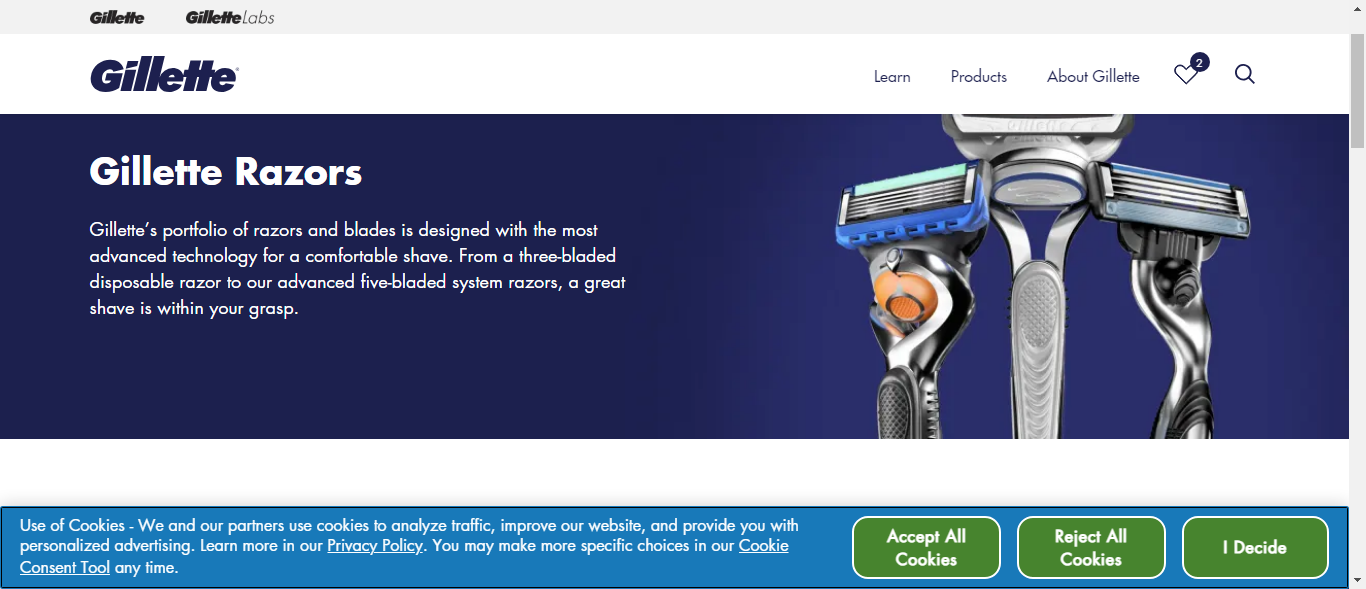 Gillette GilletteLabs
Gillette
Learn Products About Gillette 2
Gillette
Gillette Razors
Gillette’s portfolio of razors and blades is designed with the most
advanced technology for a comfortable shave. From a three-bladed
disposable razor to our advanced five-bladed system razors, a great
shave is within your grasp.
Use of Cookies - We and our partners use cookies to analyze traffic, improve our website, and provide you with
personalized advertising. Learn more in our Privacy Policy. You may make more specific choices in our Cookie
Consent Tool any time.
Accept All
Cookies
Reject All
Cookies
I Decide